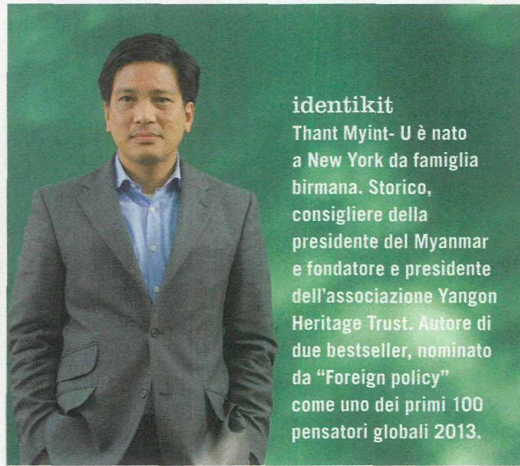 identikit
Thant Myint- U è nato
a New York da famiglia
birmana. Storico,
consigliere della
presidente del Myanmar
e fondatore e presidente
dell'associazione Yangon
Heritage Trust. Autore di
due bestseller, nominato
da “Foreign policy”
come uno dei primi 100
pensatori globali 2013.